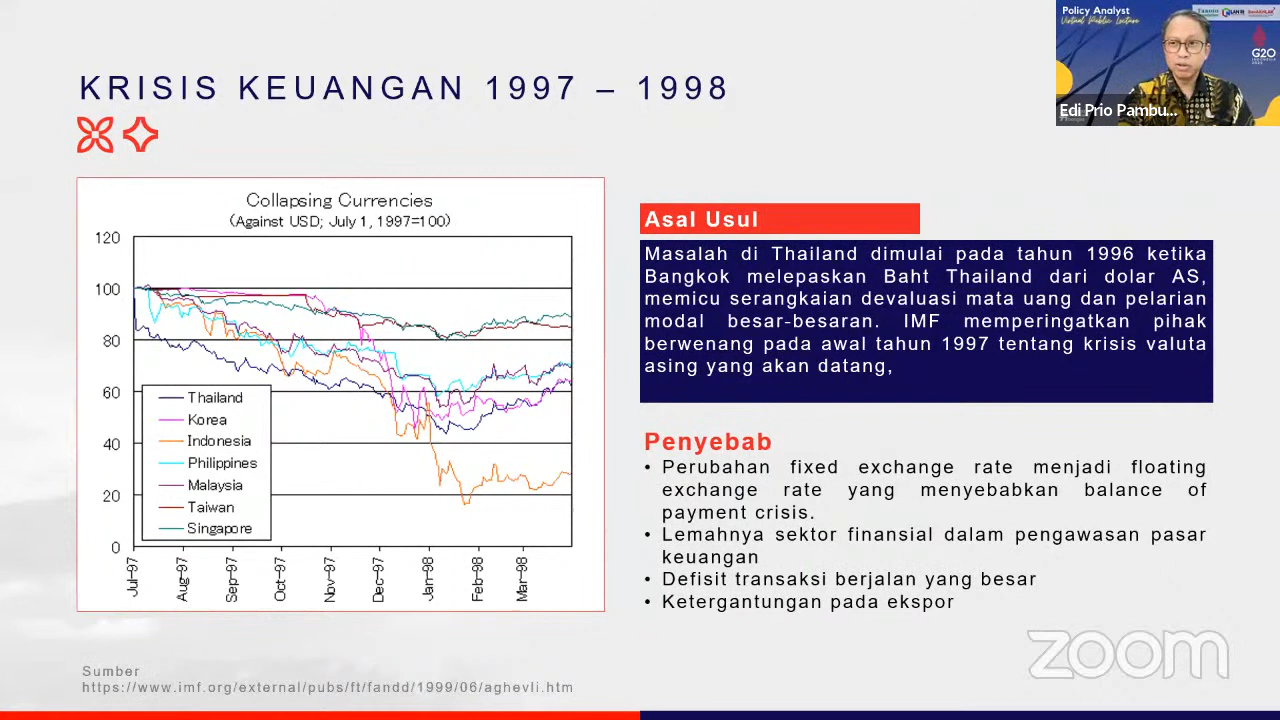 Policy Analyst
Virtual Public Lecture
G20
Edi Prio Pambu...
KRISIS KEUANGAN 1997 – 1998
Collapsing Currencies
(Against USD; July 1, 1997=100)
120
100
80
60
40
20
0
Thailand
Korea
Indonesia
Philippines
Malaysia
Taiwan
Singapore
Jul-97
Aug-97
Sep-97
Oct-97
Nov-97
Dec-97
Jan-98
Feb-98
Mar-98
Asal Usul
Masalah di Thailand dimulai pada tahun 1996 ketika
Bangkok melepaskan Baht Thailand dari dolar AS,
memicu serangkaian devaluasi mata uang dan pelarian
modal besar-besaran. IMF memperingatkan pihak
berwenang pada awal tahun 1997 tentang krisis valuta
asing yang akan datang,
Penyebab
• Perubahan fixed exchange rate menjadi floating
exchange rate yang menyebabkan balance of
payment crisis.
• Lemahnya sektor finansial dalam pengawasan pasar
keuangan
• Defisit transaksi berjalan yang besar
• Ketergantungan pada ekspor
zoom
Sumber
https://www.imf.org/external/pubs/ft/fandd/1999/06/aghevli.htm